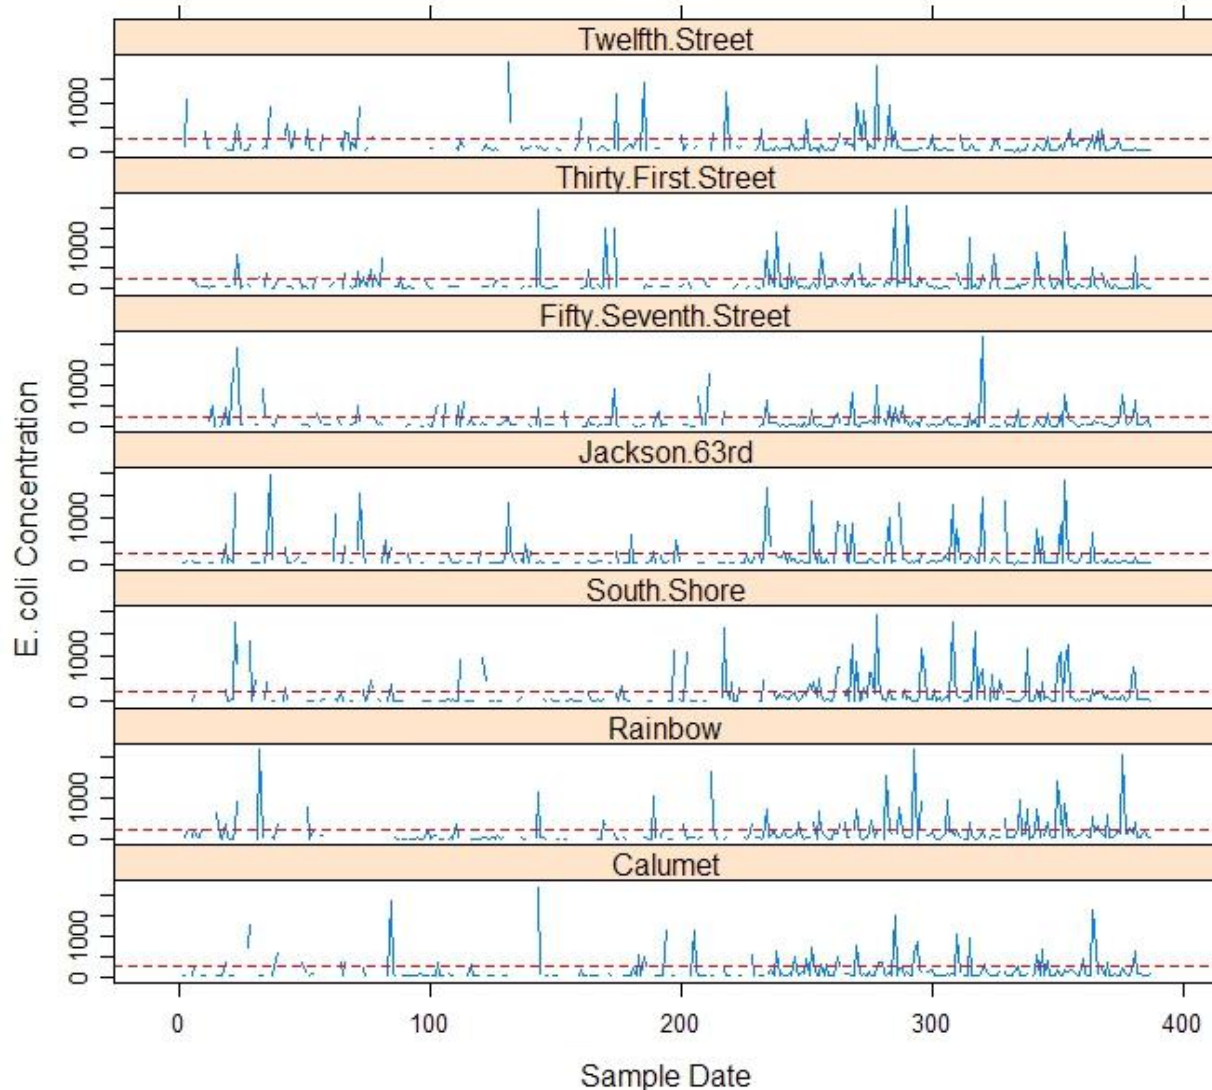 Twelfth.Street
0 1000
Thirty.First.Street
0 1000
Fifty.Seventh.Street
0 1000
Jackson.63rd
0 1000
South.Shore
0 1000
Rainbow
0 1000
Calumet
0 1000
E. coli Concentration
0 100 200 300 400
Sample Date